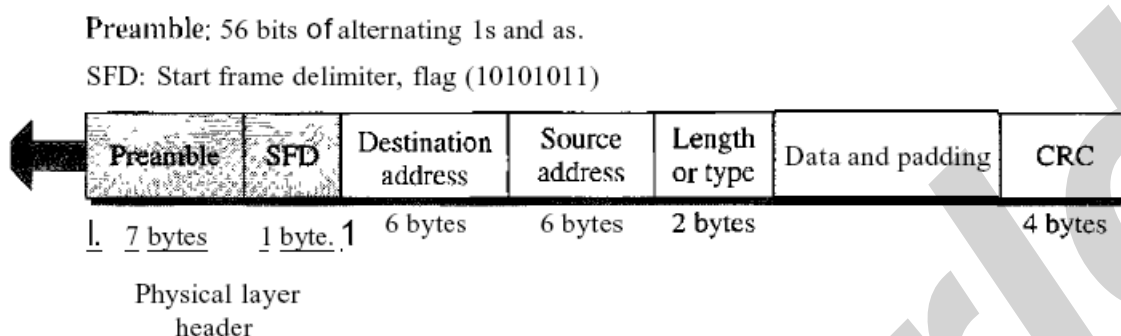 Preamble: 56 bits of alternating 1s and as.
SFD: Start frame delimiter, flag (10101011)
Preamble SFD Destination address Source address Length or type Data and padding CRC
l. 7 bytes 1 byte. 1 6 bytes 6 bytes 2 bytes 4 bytes
Physical layer
header